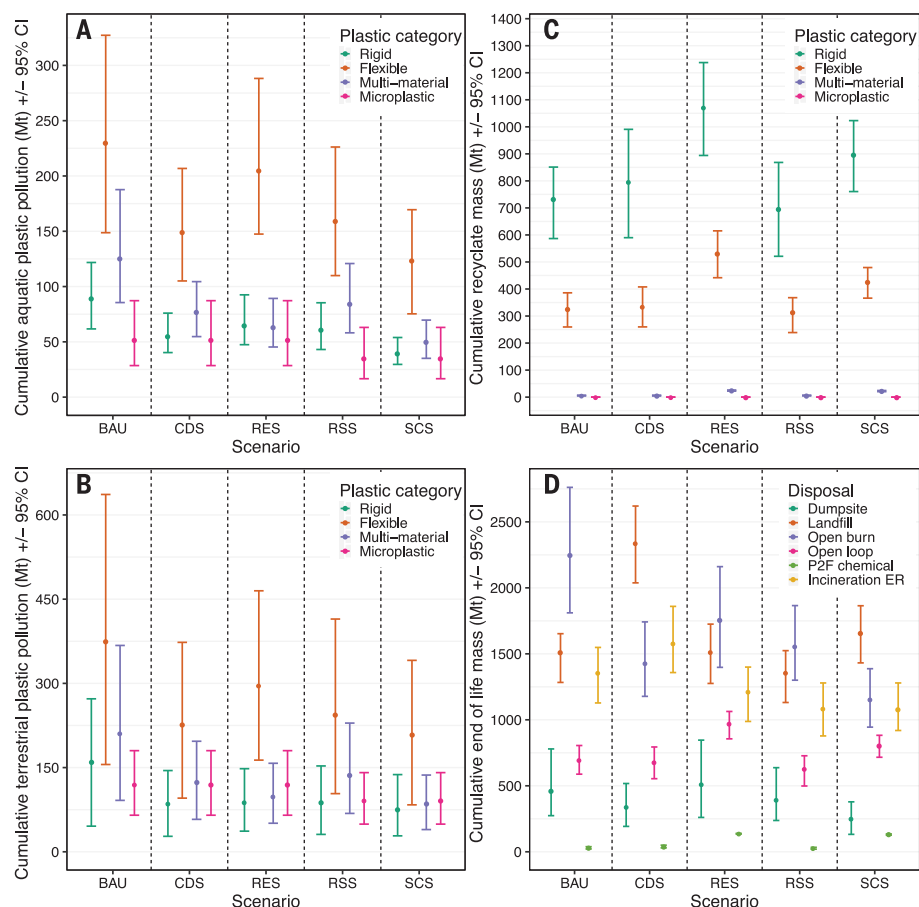 A
Cumulative aquatic plastic pollution (Mt) +/− 95% CI
300
250
200
150
100
50
0
Plastic category
Rigid
Flexible
Multi−material
Microplastic
BAU CDS RES RSS SCS
Scenario
C
Cumulative recyclate mass (Mt) +/− 95% CI
1400
1300
1200
1100
1000
900
800
700
600
500
400
300
200
100
0
Plastic category
Rigid
Flexible
Multi−material
Microplastic
BAU CDS RES RSS SCS
Scenario
B
Cumulative terrestrial plastic pollution (Mt) +/− 95% CI
600
450
300
150
0
Plastic category
Rigid
Flexible
Multi−material
Microplastic
BAU CDS RES RSS SCS
Scenario
D
Cumulative end of life mass (Mt) +/− 95% CI
2500
2000
1500
1000
500
0
Disposal
Dumpsite
Landfill
Open burn
Open loop
P2F chemical
Incineration ER
BAU CDS RES RSS SCS
Scenario